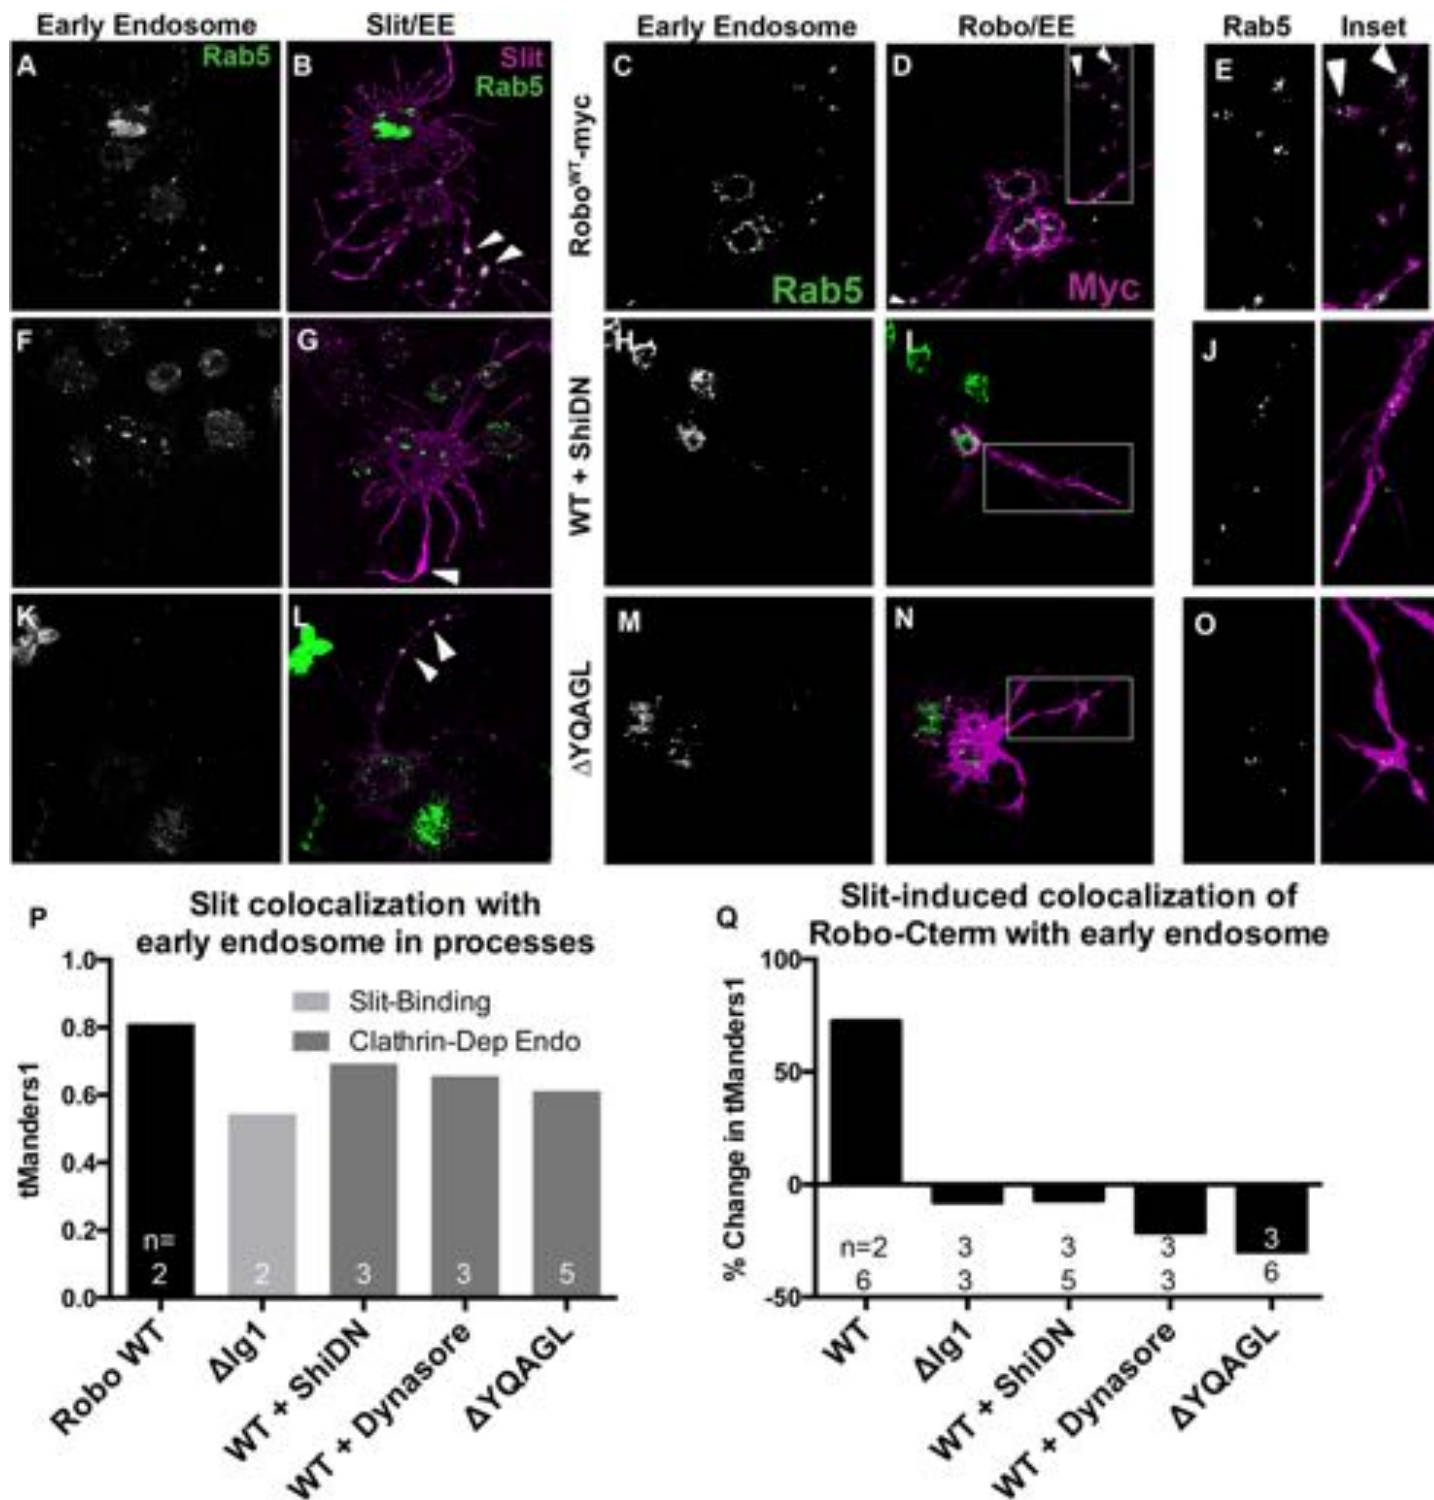 Early Endosome Slit/EE Early Endosome Robo/EE Rab5 Inset
A Rab5 B Slit C D E
Rab5
Robo^WT-myc
Rab5 Myc
F G H I J
WT + ShiDN
K L M N O
ΔYQAGL
P Slit colocalization with
early endosome in processes
1.0
0.8
0.6
0.4
0.2
0.0
tManders1
Slit-Binding
Clathrin-Dep Endo
n=
2 2 3 3 5
Robo WT
ΔIg1
WT + ShiDN
WT + Dynasore
ΔYQAGL
Q Slit-induced colocalization of
Robo-Cterm with early endosome
100
50
0
-50
% Change in tManders1
n=2 3 3 3 3
6 3 5 3 6
WT
ΔIg1
WT + ShiDN
WT + Dynasore
ΔYQAGL